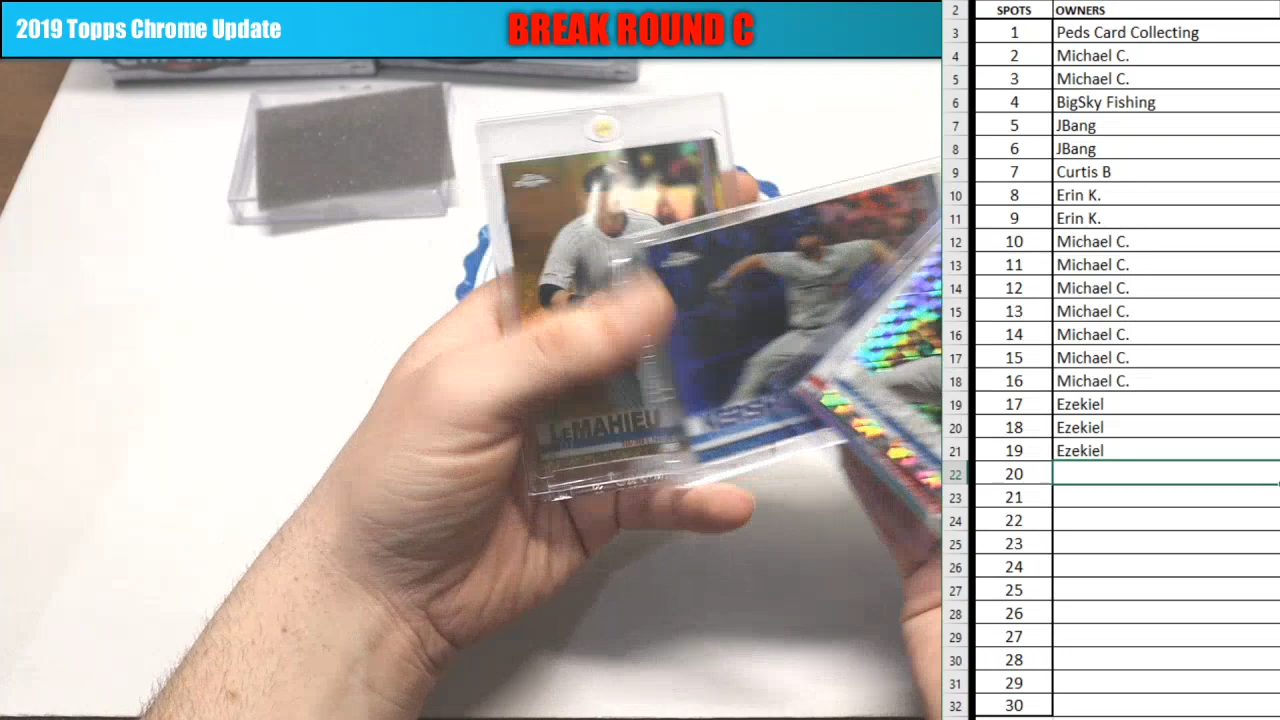 2019 Topps Chrome Update
BREAK ROUND C
LEMAHIEU
2 SPOTS OWNERS
3 1 Peds Card Collecting
4 2 Michael C.
5 3 Michael C.
6 4 BigSky Fishing
7 5 JBang
8 6 JBang
9 7 Curtis B
10 8 Erin K.
11 9 Erin K.
12 10 Michael C.
13 11 Michael C.
14 12 Michael C.
15 13 Michael C.
16 14 Michael C.
17 15 Michael C.
18 16 Michael C.
19 17 Ezekiel
20 18 Ezekiel
21 19 Ezekiel
22 20
23 21
24 22
25 23
26 24
27 25
28 26
29 27
30 28
31 29
32 30